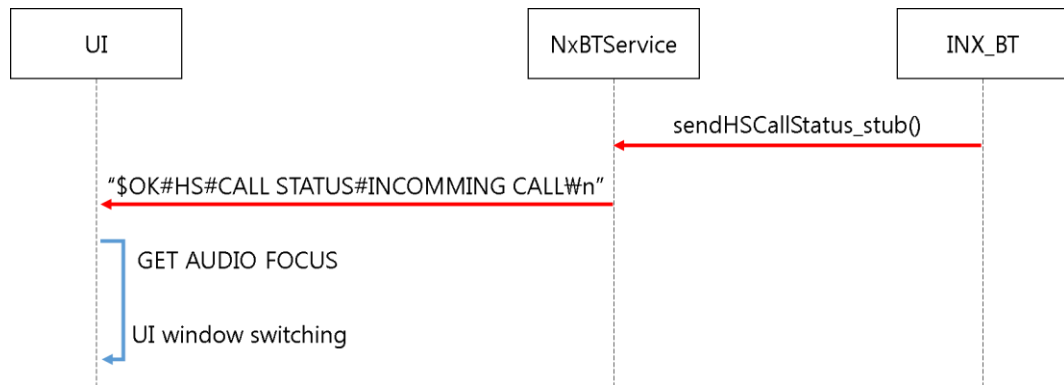 UI
NxBTService
INX_BT
sendHSCallStatus_stub()
“$OK#HS#CALL STATUS#INCOMMING CALL₩n”
GET AUDIO FOCUS
UI window switching